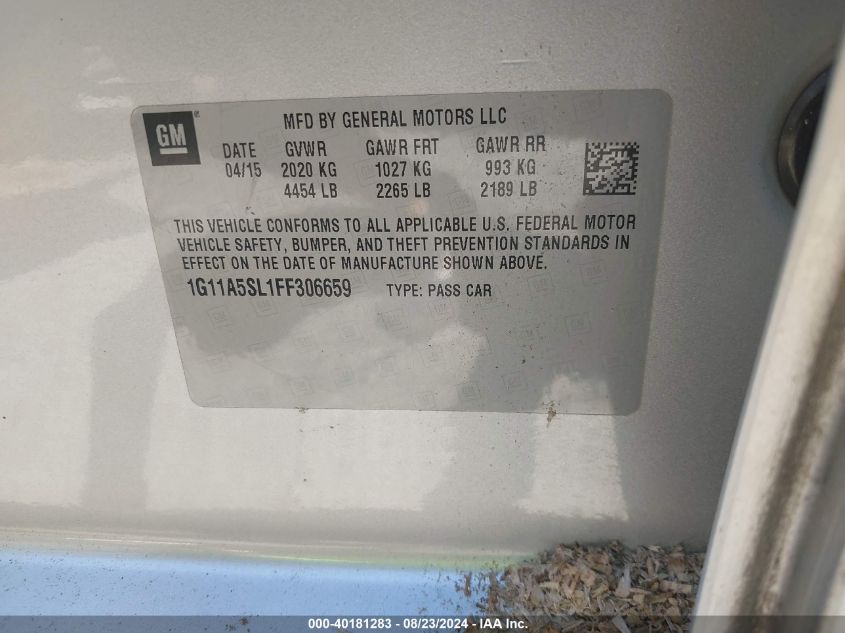 GM
MFD BY GENERAL MOTORS LLC
DATE GVWR GAWR FRT GAWR RR
04/15 2020 KG 1027 KG 993 KG
4454 LB 2265 LB 2189 LB
THIS VEHICLE CONFORMS TO ALL APPLICABLE U.S. FEDERAL MOTOR
VEHICLE SAFETY, BUMPER, AND THEFT PREVENTION STANDARDS IN
EFFECT ON THE DATE OF MANUFACTURE SHOWN ABOVE.
1G11A5SL1FF306659 TYPE: PASS CAR
000-40181283 - 08/23/2024 - IAA Inc.